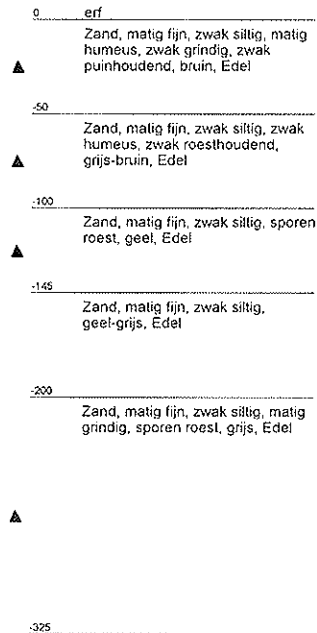 0 erf
Zand, matig fijn, zwak siltig, matig
humeus, zwak grindig, zwak
puinhoudend, bruin, Edel
-50
Zand, matig fijn, zwak siltig, zwak
humeus, zwak roesthoudend,
grijs-bruin, Edel
-100
Zand, matig fijn, zwak siltig, sporen
roest, geel, Edel
-145
Zand, matig fijn, zwak siltig,
geel-grijs, Edel
-200
Zand, matig fijn, zwak siltig, matig
grindig, sporen roest, grijs, Edel
-325